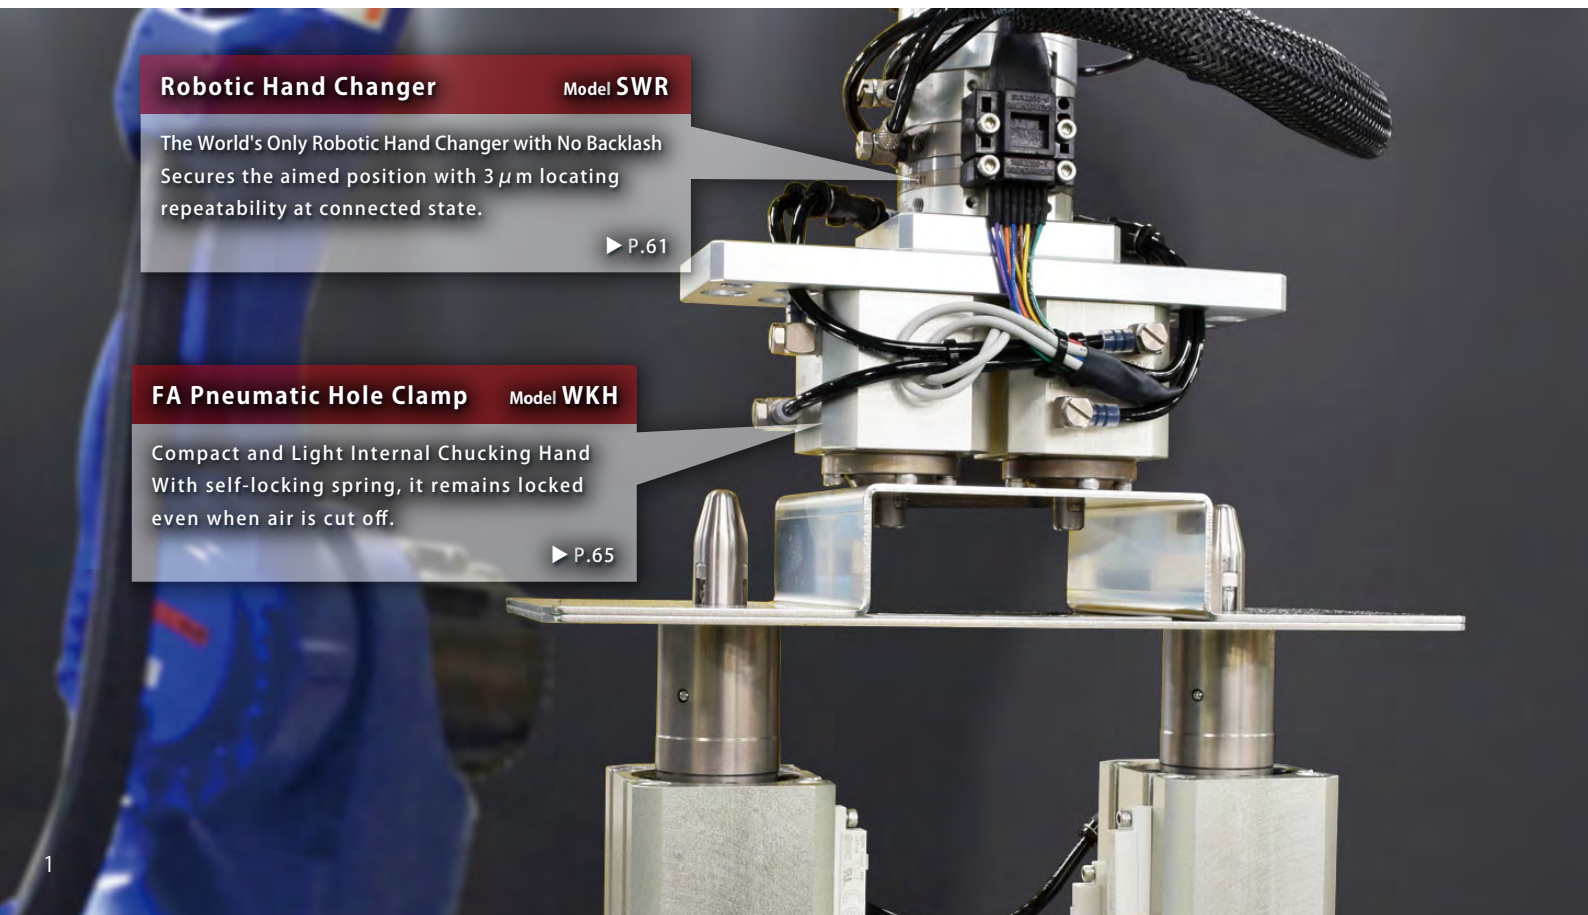 Robotic Hand Changer Model SWR
The World's Only Robotic Hand Changer with No Backlash
Secures the aimed position with 3 μm locating
repeatability at connected state.
▶ P.61
FA Pneumatic Hole Clamp Model WKH
Compact and Light Internal Chucking Hand
With self-locking spring, it remains locked
even when air is cut off.
▶ P.65
1